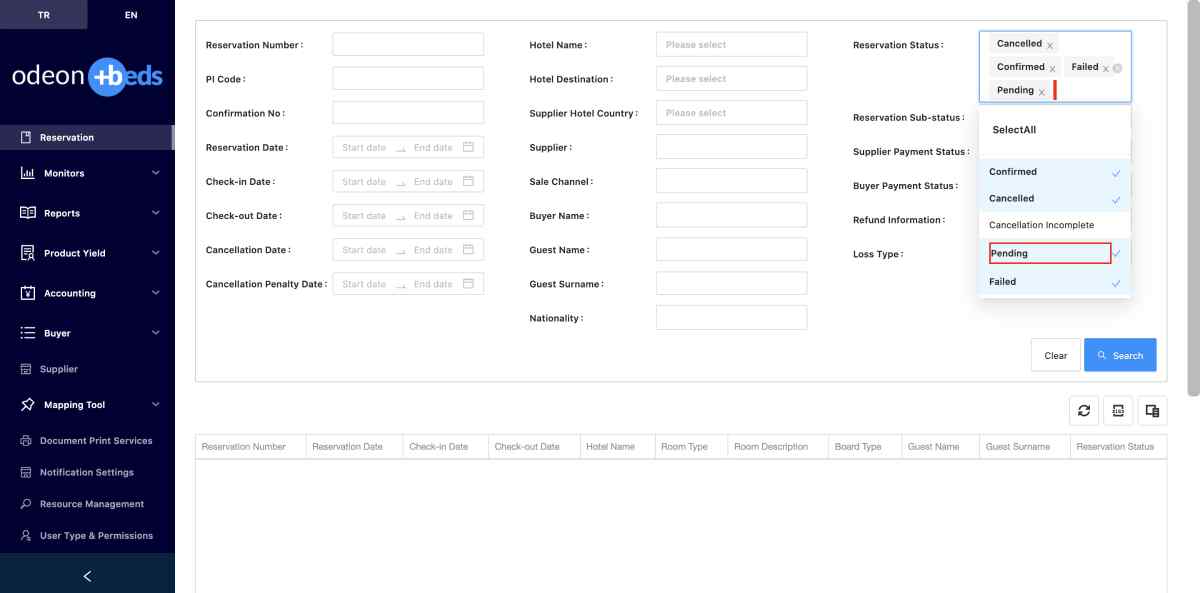 TR
EN
odeon +beds
Reservation
Monitors
Reports
Product Yield
Accounting
Buyer
Supplier
Mapping Tool
Document Print Services
Notification Settings
Resource Management
User Type & Permissions
Reservation Number :
PI Code :
Confirmation No :
Reservation Date : Start date End date
Check-in Date : Start date End date
Check-out Date : Start date End date
Cancellation Date : Start date End date
Cancellation Penalty Date : Start date End date
Hotel Name : Please select
Hotel Destination : Please select
Supplier Hotel Country : Please select
Supplier :
Sale Channel :
Buyer Name :
Guest Name :
Guest Surname :
Nationality :
Reservation Status :
Cancelled
Confirmed Failed
Pending
Reservation Sub-status :
Supplier Payment Status :
Buyer Payment Status :
Refund Information :
Loss Type :
SelectAll
Confirmed
Cancelled
Cancellation Incomplete
Pending
Failed
Clear Search
Reservation Number Reservation Date Check-in Date Check-out Date Hotel Name Room Type Room Description Board Type Guest Name Guest Surname Reservation Status